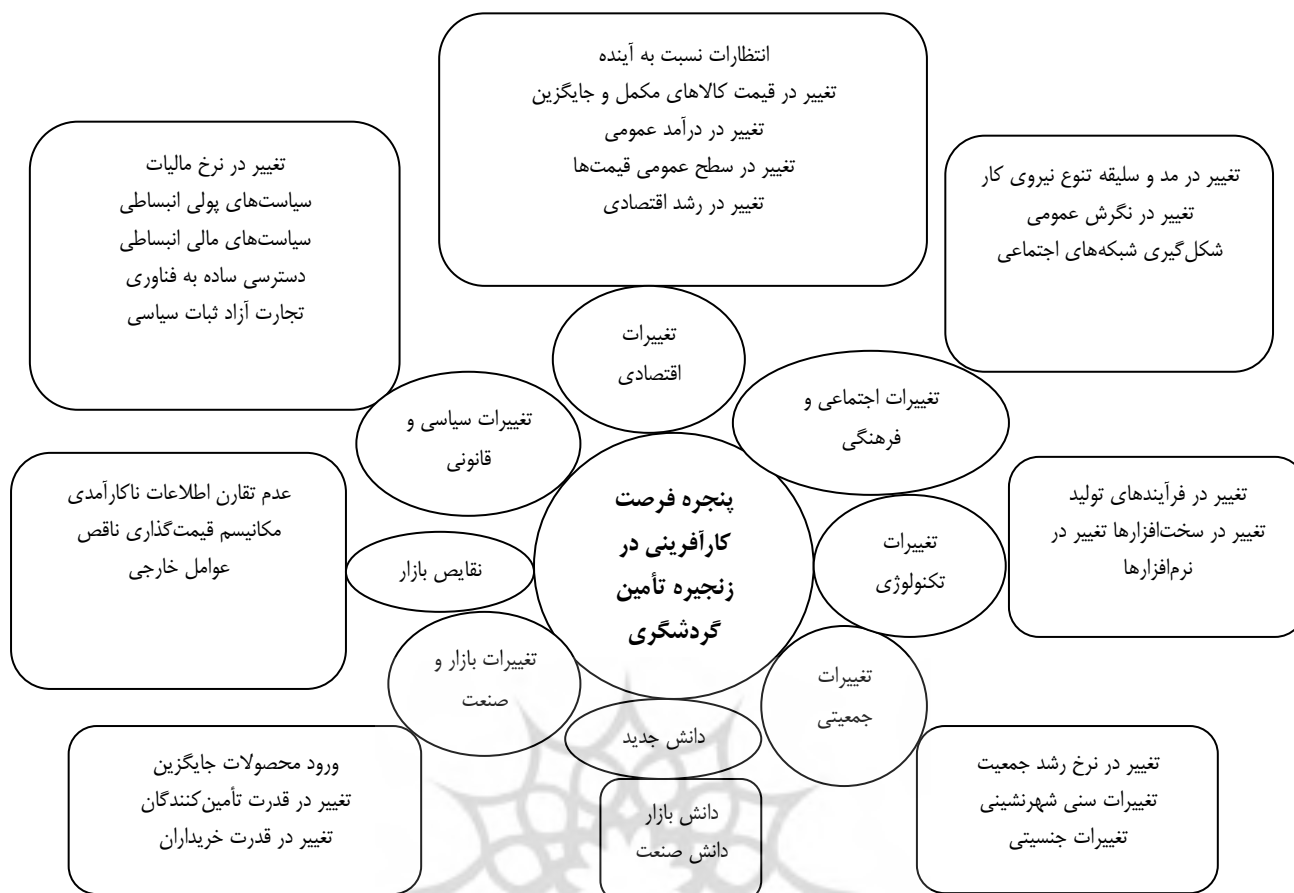 انتظارات نسبت به آینده
تغییر در قیمت کالاهای مکمل و جایگزین
تغییر در درآمد عمومی
تغییر در سطح عمومی قیمت‌ها
تغییر در رشد اقتصادی
تغییر در مد و سلیقه تنوع نیروی کار
تغییر در نگرش عمومی
شکل‌گیری شبکه‌های اجتماعی
تغییر در نرخ مالیات
سیاست‌های پولی انبساطی
سیاست‌های مالی انبساطی
دسترسی ساده به فناوری
تجارت آزاد ثبات سیاسی
تغییرات
اقتصادی
تغییرات اجتماعی و
فرهنگی
تغییرات سیاسی و
قانونی
تغییر در فرآیندهای تولید
تغییر در سخت‌افزارها تغییر در
نرم‌افزارها
تغییرات
تکنولوژی
پنجره فرصت
کارآفرینی در
زنجیره تأمین
گردشگری
نقایص بازار
عدم تقارن اطلاعات ناکارآمدی
مکانیسم قیمت‌گذاری ناقص
عوامل خارجی
تغییرات
جمعیتی
دانش جدید
تغییرات بازار و
صنعت
تغییر در نرخ رشد جمعیت
تغییرات سنی شهرنشینی
تغییرات جنسیتی
دانش بازار
دانش صنعت
ورود محصولات جایگزین
تغییر در قدرت تأمین‌کنندگان
تغییر در قدرت خریداران